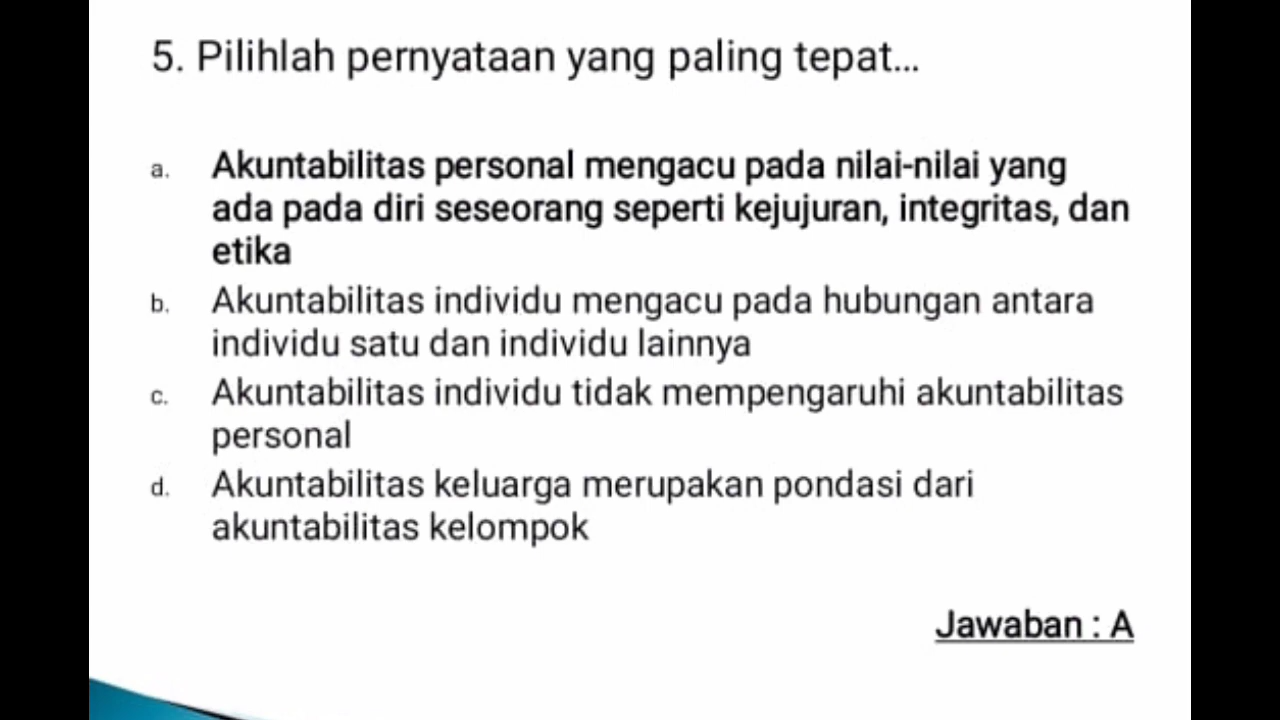 5. Pilihlah pernyataan yang paling tepat...
a. Akuntabilitas personal mengacu pada nilai-nilai yang
ada pada diri seseorang seperti kejujuran, integritas, dan
etika
b. Akuntabilitas individu mengacu pada hubungan antara
individu satu dan individu lainnya
c. Akuntabilitas individu tidak mempengaruhi akuntabilitas
personal
d. Akuntabilitas keluarga merupakan pondasi dari
akuntabilitas kelompok
Jawaban : A